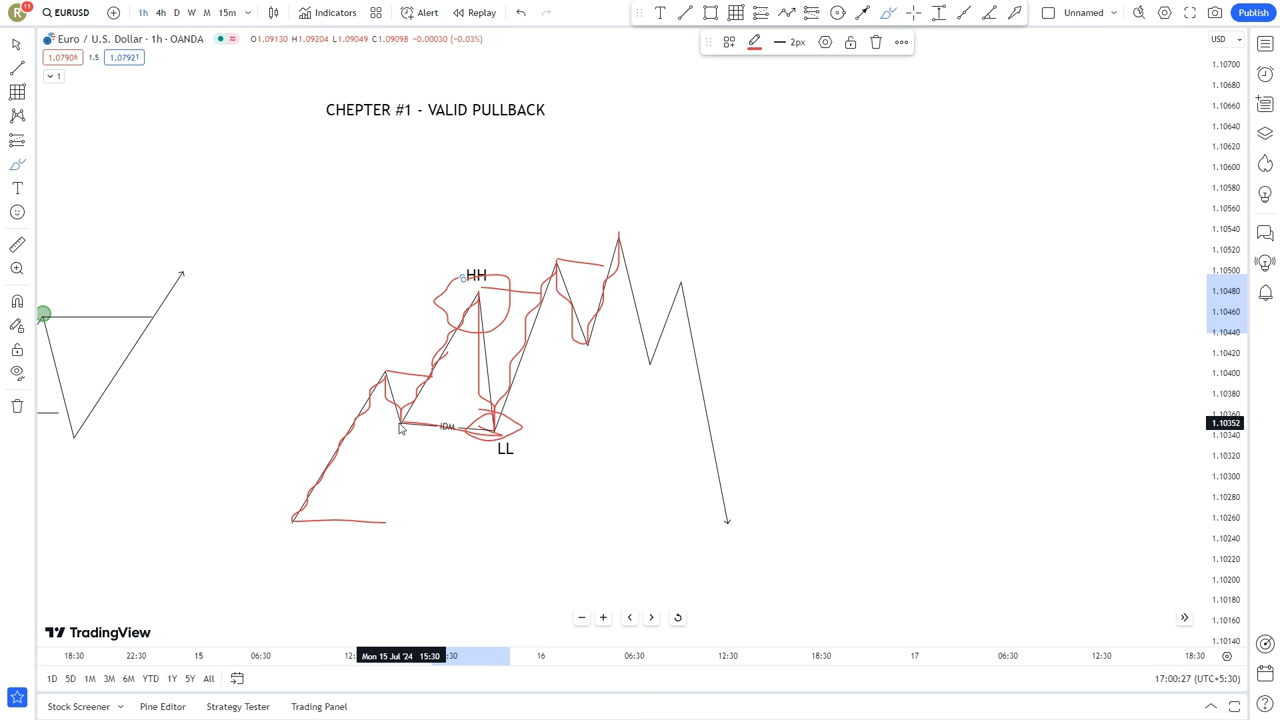 R 11 EURUSD 1h 4h D W M 15m Indicators Alert Replay Unnamed Publish
2px
Euro / U.S. Dollar · 1h · OANDA O1.09130 H1.09204 L1.09049 C1.09098 −0.00030 (−0.03%) USD
1.07906 1.5 1.07921
1
CHEPTER #1 - VALID PULLBACK
HH
IDM
LL
1.10700
1.10680
1.10660
1.10640
1.10620
1.10600
1.10580
1.10560
1.10540
1.10520
1.10500
1.10480
1.10460
1.10440
1.10420
1.10400
1.10380
1.10360
1.10352
1.10340
1.10320
1.10300
1.10280
1.10260
1.10240
1.10220
1.10200
1.10180
1.10160
1.10140
TradingView
18:30 22:30 15 06:30 12: Mon 15 Jul '24 15:30 :30 16 06:30 12:30 18:30 17 06:30 12:30 18:30
1D 5D 1M 3M 6M YTD 1Y 5Y All 17:00:27 (UTC+5:30)
Stock Screener Pine Editor Strategy Tester Trading Panel